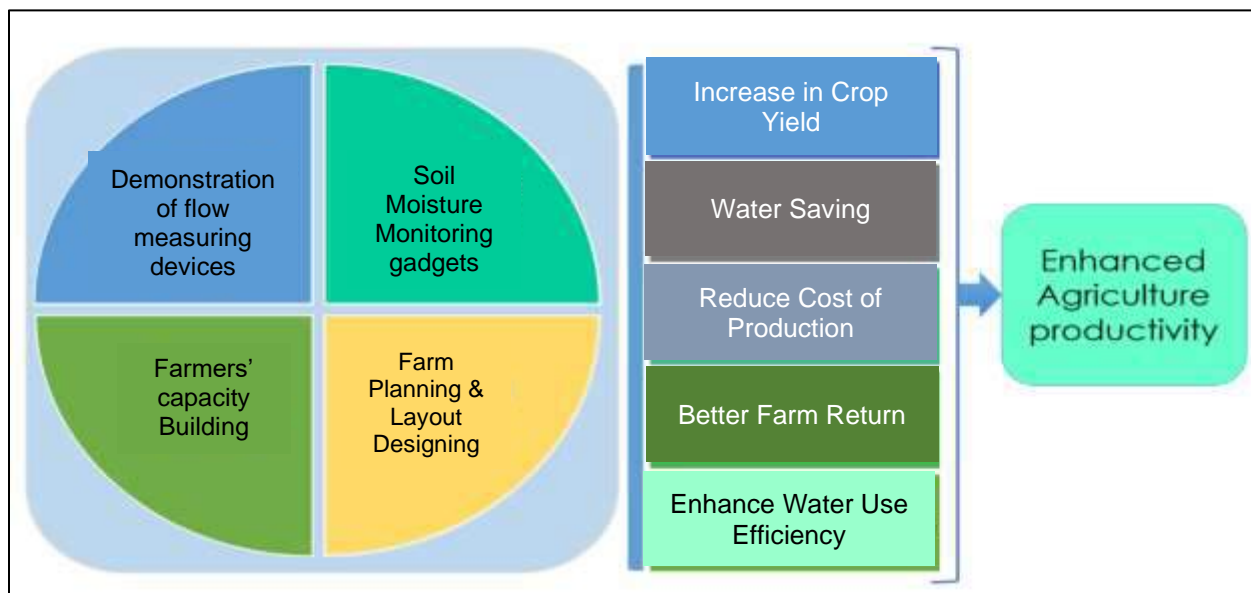 Demonstration
of flow
measuring
devices
Soil
Moisture
Monitoring
gadgets
Farmers’
capacity
Building
Farm
Planning &
Layout
Designing
Increase in Crop
Yield
Water Saving
Reduce Cost of
Production
Better Farm Return
Enhance Water Use
Efficiency
Enhanced
Agriculture
productivity